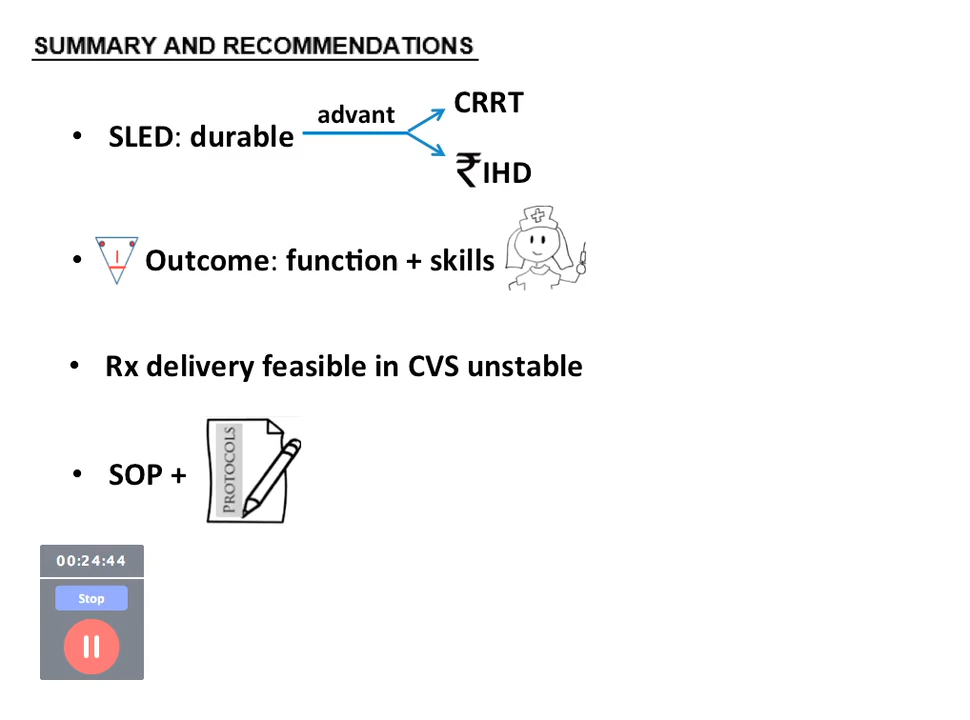 SUMMARY AND RECOMMENDATIONS
• SLED: durable advant CRRT
₹ IHD
• Outcome: function + skills
• Rx delivery feasible in CVS unstable
• SOP + PROTOCOLS
00:24:44
Stop